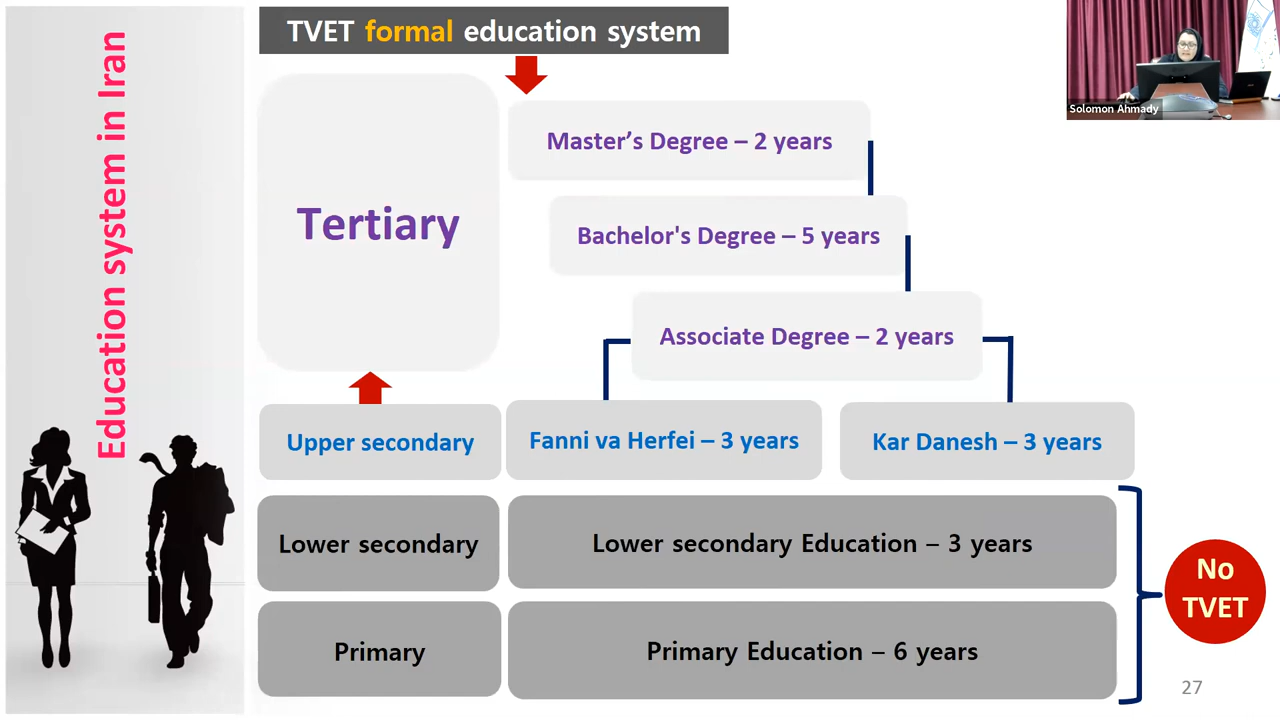 TVET formal education system
Education system in Iran
Solomon Ahmady
Tertiary
Master’s Degree – 2 years
Bachelor's Degree – 5 years
Associate Degree – 2 years
Upper secondary
Fanni va Herfei – 3 years
Kar Danesh – 3 years
Lower secondary
Lower secondary Education – 3 years
No
TVET
Primary
Primary Education – 6 years
27